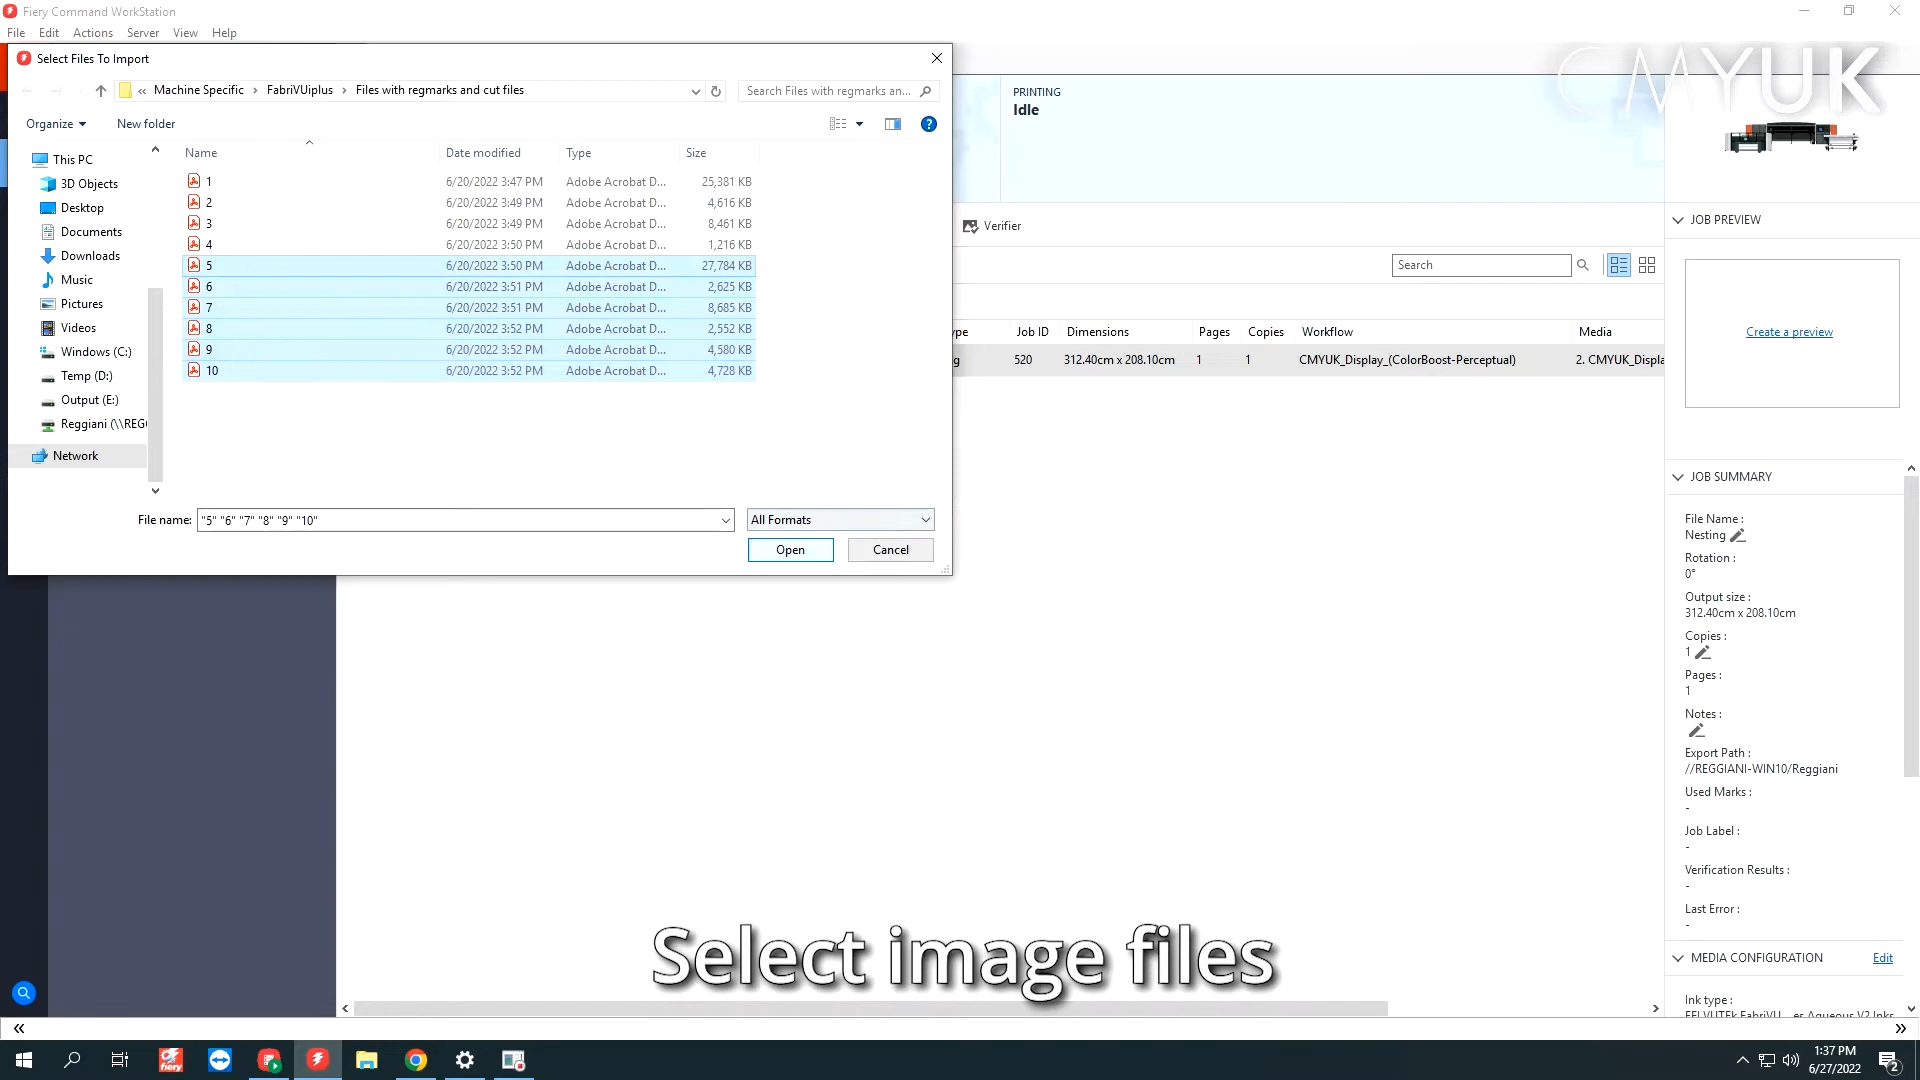 Fiery Command WorkStation
File Edit Actions Server View Help
Select Files To Import
« Machine Specific > FabriVUiplus > Files with regmarks and cut files
Search Files with regmarks an...
Organize New folder
This PC
3D Objects
Desktop
Documents
Downloads
Music
Pictures
Videos
Windows (C:)
Temp (D:)
Output (E:)
Reggiani (\\REG
Network
Name Date modified Type Size
1 6/20/2022 3:47 PM Adobe Acrobat D... 25,381 KB
2 6/20/2022 3:49 PM Adobe Acrobat D... 4,616 KB
3 6/20/2022 3:49 PM Adobe Acrobat D... 8,461 KB
4 6/20/2022 3:50 PM Adobe Acrobat D... 1,216 KB
5 6/20/2022 3:50 PM Adobe Acrobat D... 27,784 KB
6 6/20/2022 3:51 PM Adobe Acrobat D... 2,625 KB
7 6/20/2022 3:51 PM Adobe Acrobat D... 8,685 KB
8 6/20/2022 3:52 PM Adobe Acrobat D... 2,552 KB
9 6/20/2022 3:52 PM Adobe Acrobat D... 4,580 KB
10 6/20/2022 3:52 PM Adobe Acrobat D... 4,728 KB
File name: "5" "6" "7" "8" "9" "10"
All Formats
Open Cancel
PRINTING
Idle
CMYUK
Verifier
Search
ype Job ID Dimensions Pages Copies Workflow Media
g 520 312.40cm x 208.10cm 1 1 CMYUK_Display_(ColorBoost-Perceptual) 2. CMYUK_Displa
JOB PREVIEW
Create a preview
JOB SUMMARY
File Name :
Nesting
Rotation :
0°
Output size :
312.40cm x 208.10cm
Copies :
1
Pages :
1
Notes :
Export Path :
//REGGIANI-WIN10/Reggiani
Used Marks :
-
Job Label :
-
Verification Results :
-
Last Error :
-
MEDIA CONFIGURATION Edit
Ink type :
Select image files
« »
fiery
1:37 PM
6/27/2022
2